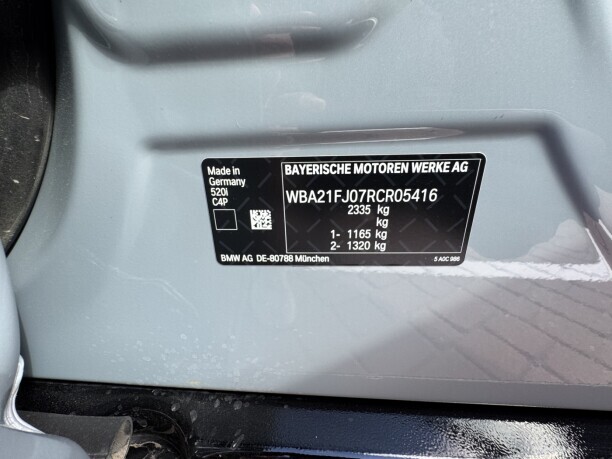 Made in
Germany
520i
C4P
BAYERISCHE MOTOREN WERKE AG
WBA21FJ07RCR05416
2335 kg
kg
1- 1165 kg
2- 1320 kg
BMW AG DE-80788 München
5 A0C 986